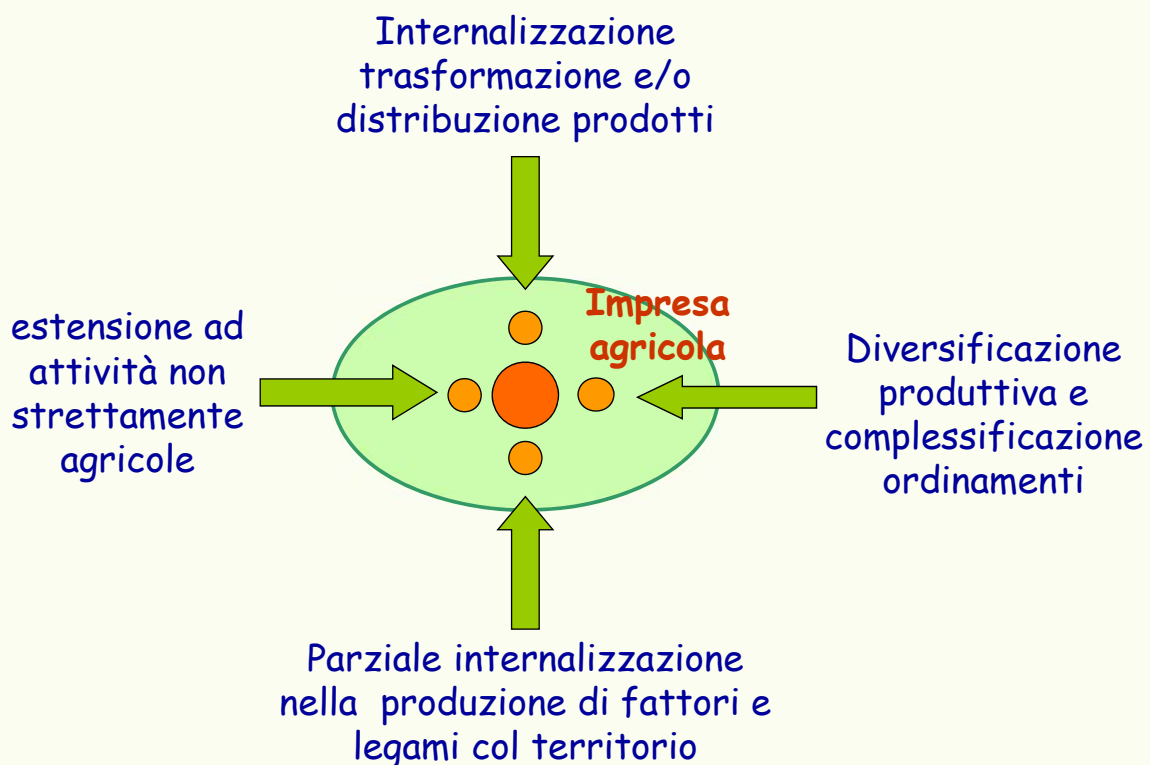 Internalizzazione
trasformazione e/o
distribuzione prodotti
Impresa
agricola
estensione ad
attività non
strettamente
agricole
Diversificazione
produttiva e
complessificazione
ordinamenti
Parziale internalizzazione
nella produzione di fattori e
legami col territorio